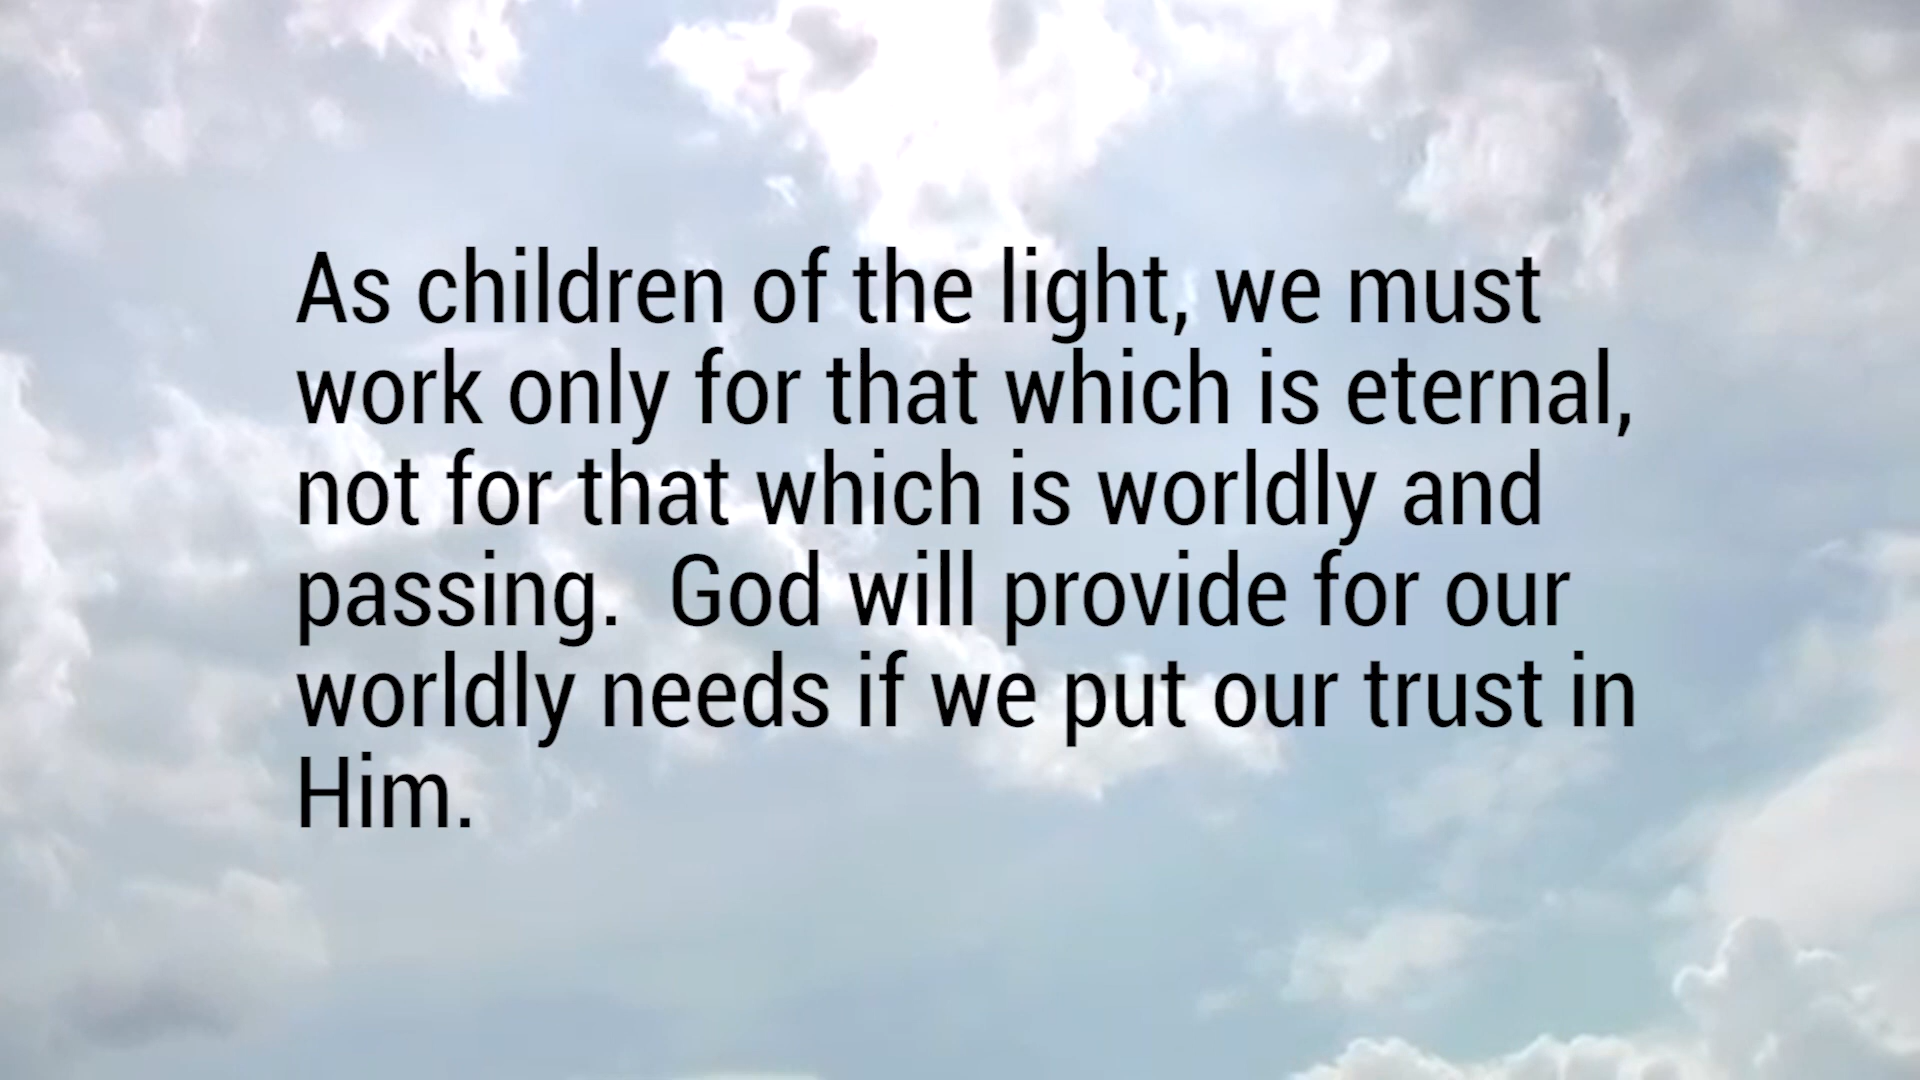 As children of the light, we must
work only for that which is eternal,
not for that which is worldly and
passing.  God will provide for our
worldly needs if we put our trust in
Him.